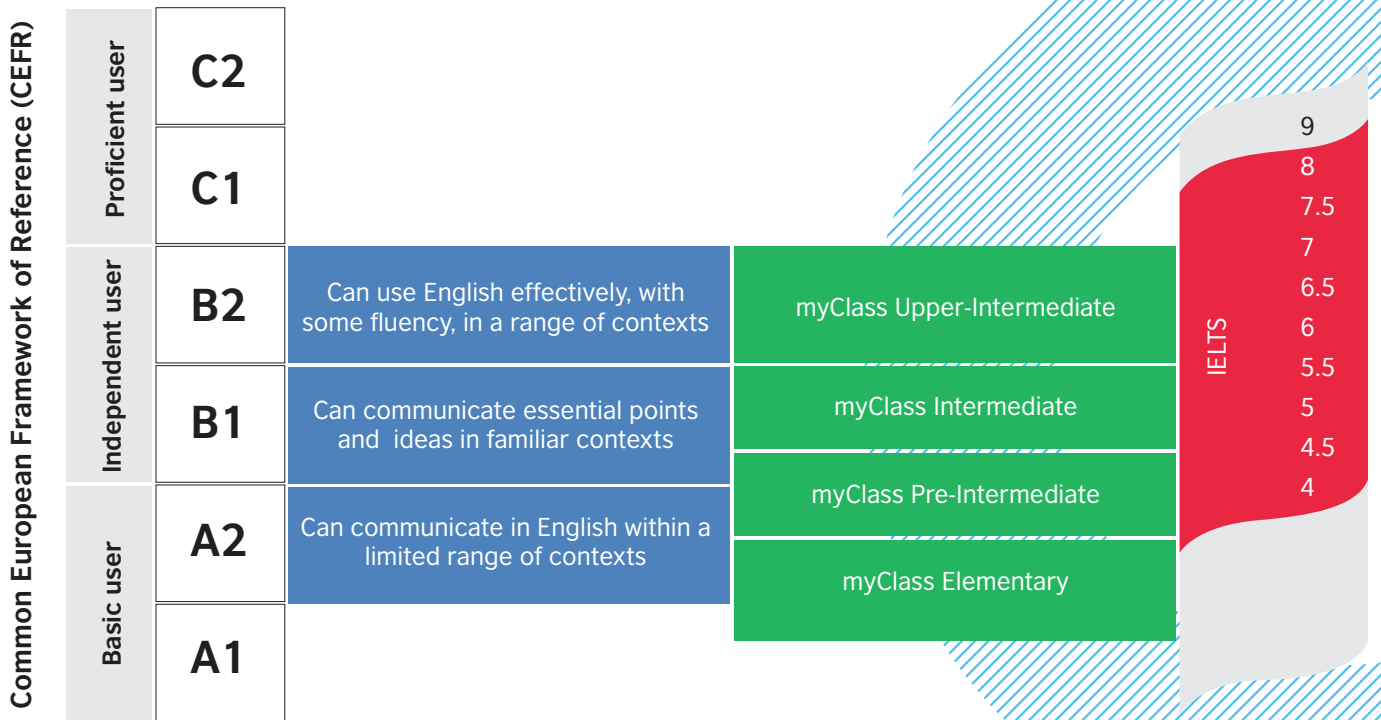 Common European Framework of Reference (CEFR)
Proficient user
C2
C1
Independent user
B2
Can use English effectively, with
some fluency, in a range of contexts
myClass Upper-Intermediate
B1
Can communicate essential points
and ideas in familiar contexts
myClass Intermediate
myClass Pre-Intermediate
Basic user
A2
Can communicate in English within a
limited range of contexts
myClass Elementary
A1
IELTS
9
8
7.5
7
6.5
6
5.5
5
4.5
4